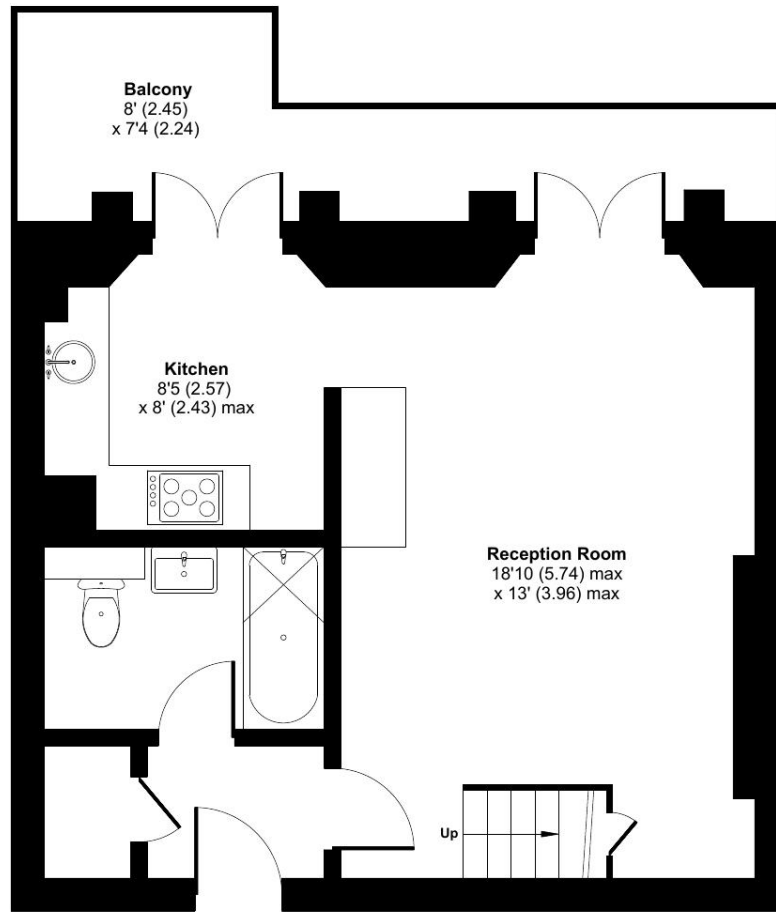 Balcony
8' (2.45)
x 7'4 (2.24)
Kitchen
8'5 (2.57)
x 8' (2.43) max
Reception Room
18'10 (5.74) max
x 13' (3.96) max
Up